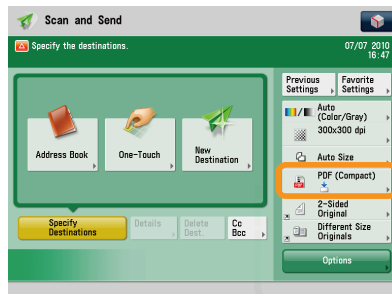 Scan and Send
Specify the destinations.
07/07 2010
16:47
Previous Settings
Favorite Settings
Address Book
One-Touch
New Destination
Auto (Color/Gray)
300x300 dpi
Auto Size
PDF (Compact)
2-Sided Original
Different Size Originals
Specify Destinations
Details
Delete Dest.
Cc Bcc
Options